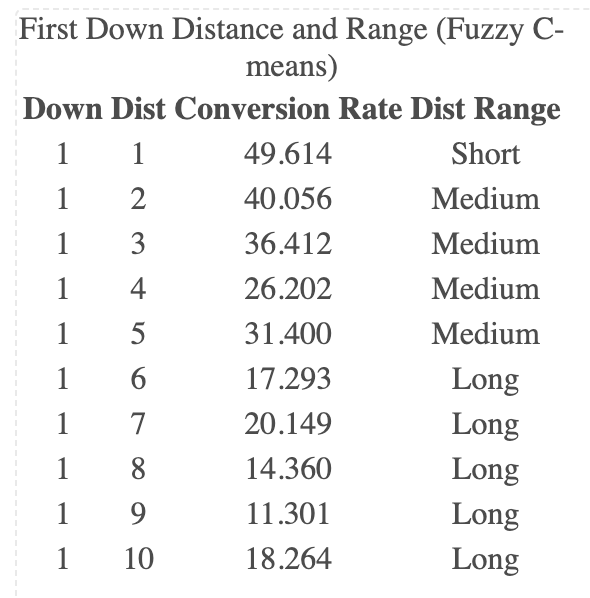 First Down Distance and Range (Fuzzy C-
means)
Down Dist Conversion Rate Dist Range
1 1 49.614 Short
1 2 40.056 Medium
1 3 36.412 Medium
1 4 26.202 Medium
1 5 31.400 Medium
1 6 17.293 Long
1 7 20.149 Long
1 8 14.360 Long
1 9 11.301 Long
1 10 18.264 Long